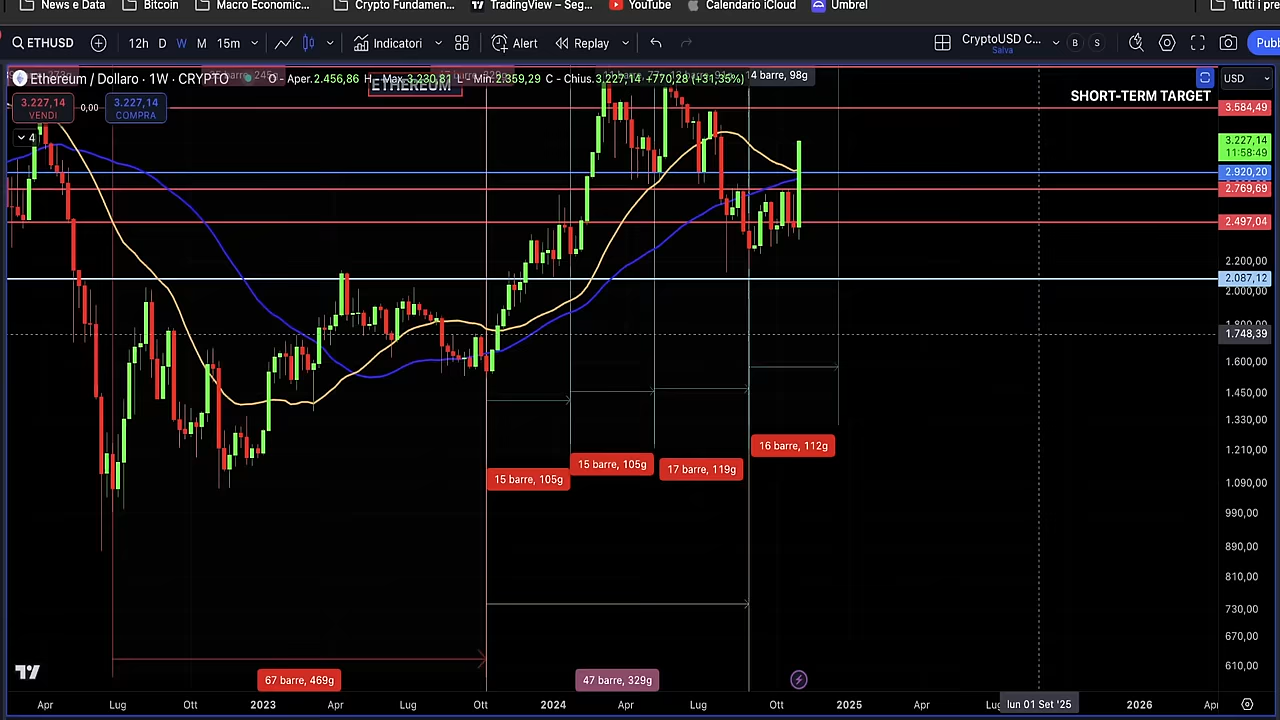 News e Data Bitcoin Macro Economic... Crypto Fundamen... TradingView – Seg... YouTube Calendario iCloud Umbrel Tutti i pre
ETHUSD 12h D W M 15m Indicatori Alert Replay CryptoUSD C... B S Pubb
Salva
Ethereum / Dollaro · 1W · CRYPTO O - Aper.2.456,86 H - Max.3.230,81 L - Min.2.359,29 C - Chius.3.227,14 +770,28 (+31,35%) 14 barre, 98g USD
ETHEREUM
SHORT-TERM TARGET
3.227,14 0,00 3.227,14
VENDI COMPRA
4
3.584,49
3.227,14
11:58:49
2.920,20
2.769,69
2.497,04
2.200,00
2.087,12
2.000,00
1.800,00
1.748,39
1.600,00
1.450,00
1.330,00
1.210,00
1.090,00
990,00
890,00
810,00
730,00
670,00
610,00
16 barre, 112g
15 barre, 105g
17 barre, 119g
15 barre, 105g
67 barre, 469g
47 barre, 329g
Apr Lug Ott 2023 Apr Lug Ott 2024 Apr Lug Ott 2025 Apr lun 01 Set '25 2026